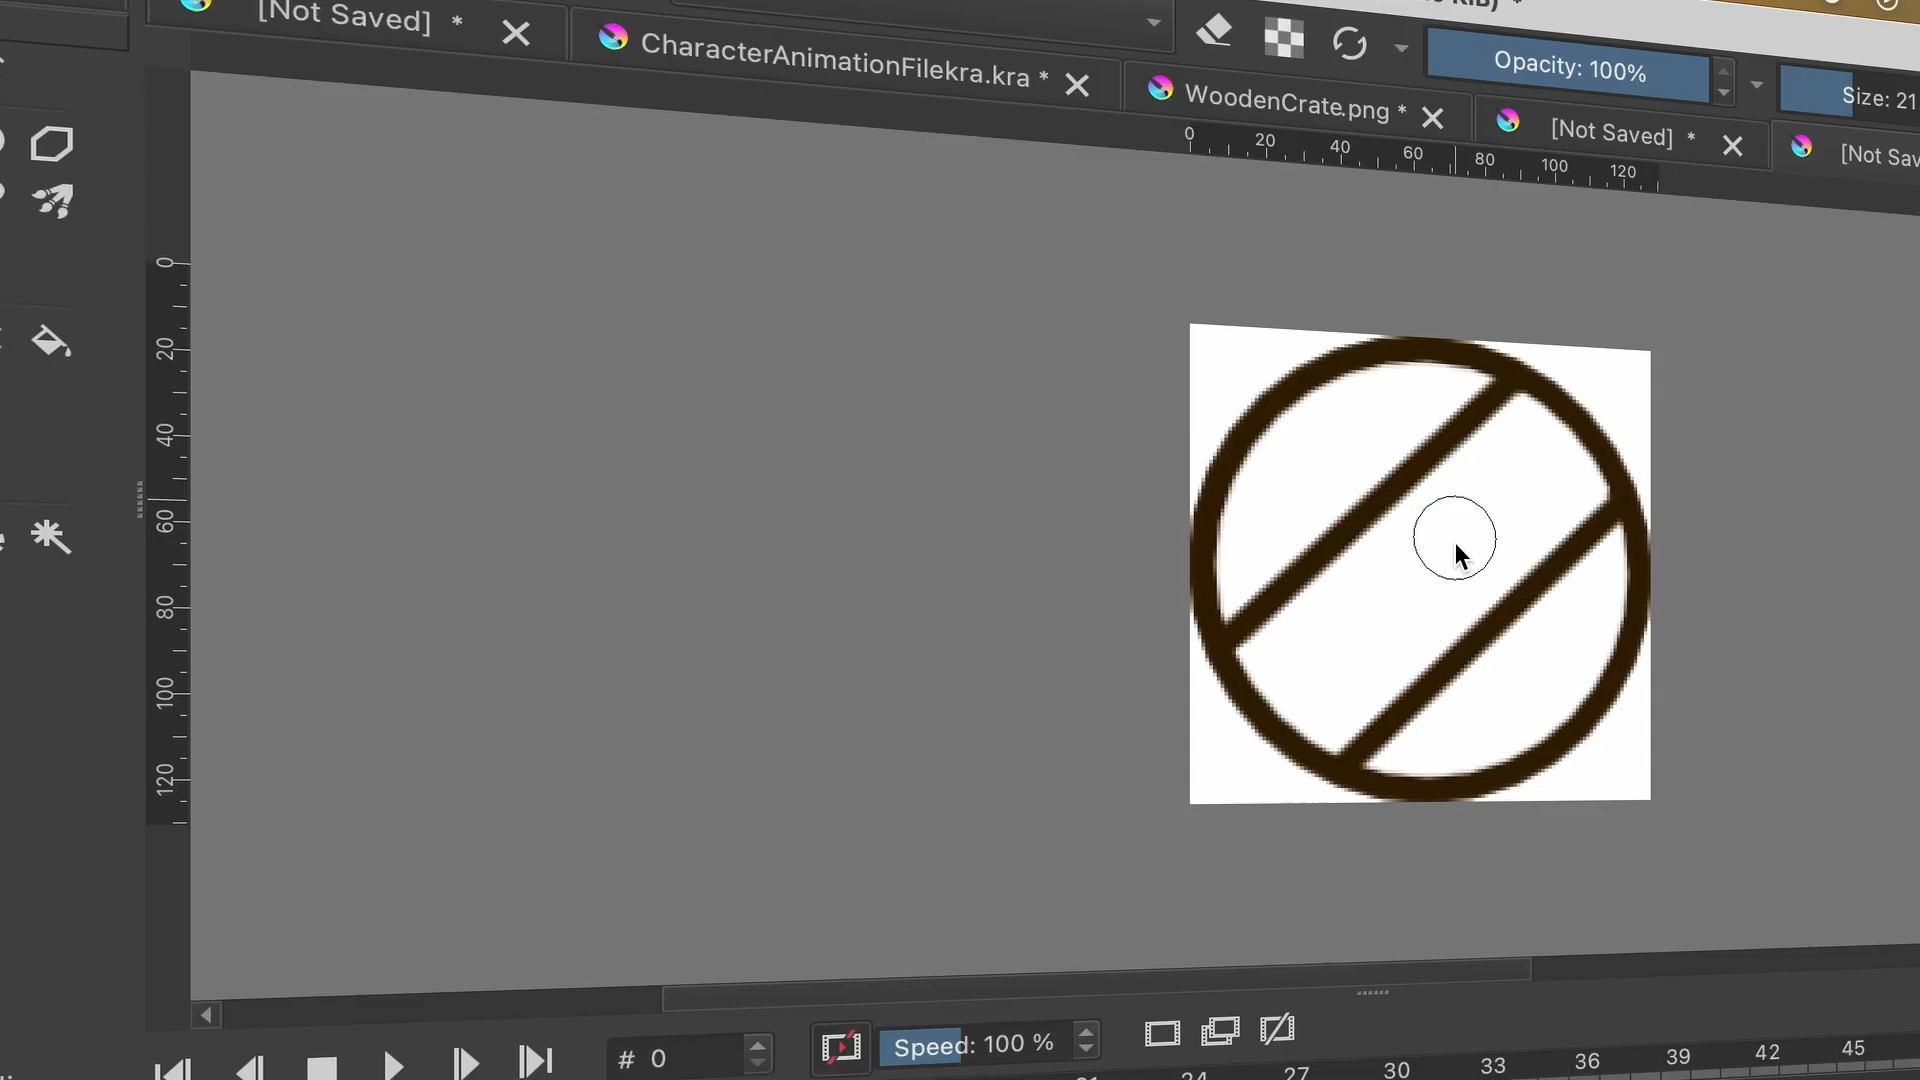 [Not Saved] *
CharacterAnimationFilekra.kra *
WoodenCrate.png *
[Not Saved] *
Opacity: 100%
Size: 21
0 20 40 60 80 100 120
0
20
40
60
80
100
120
# 0
Speed: 100 %
27 30 33 36 39 42 45